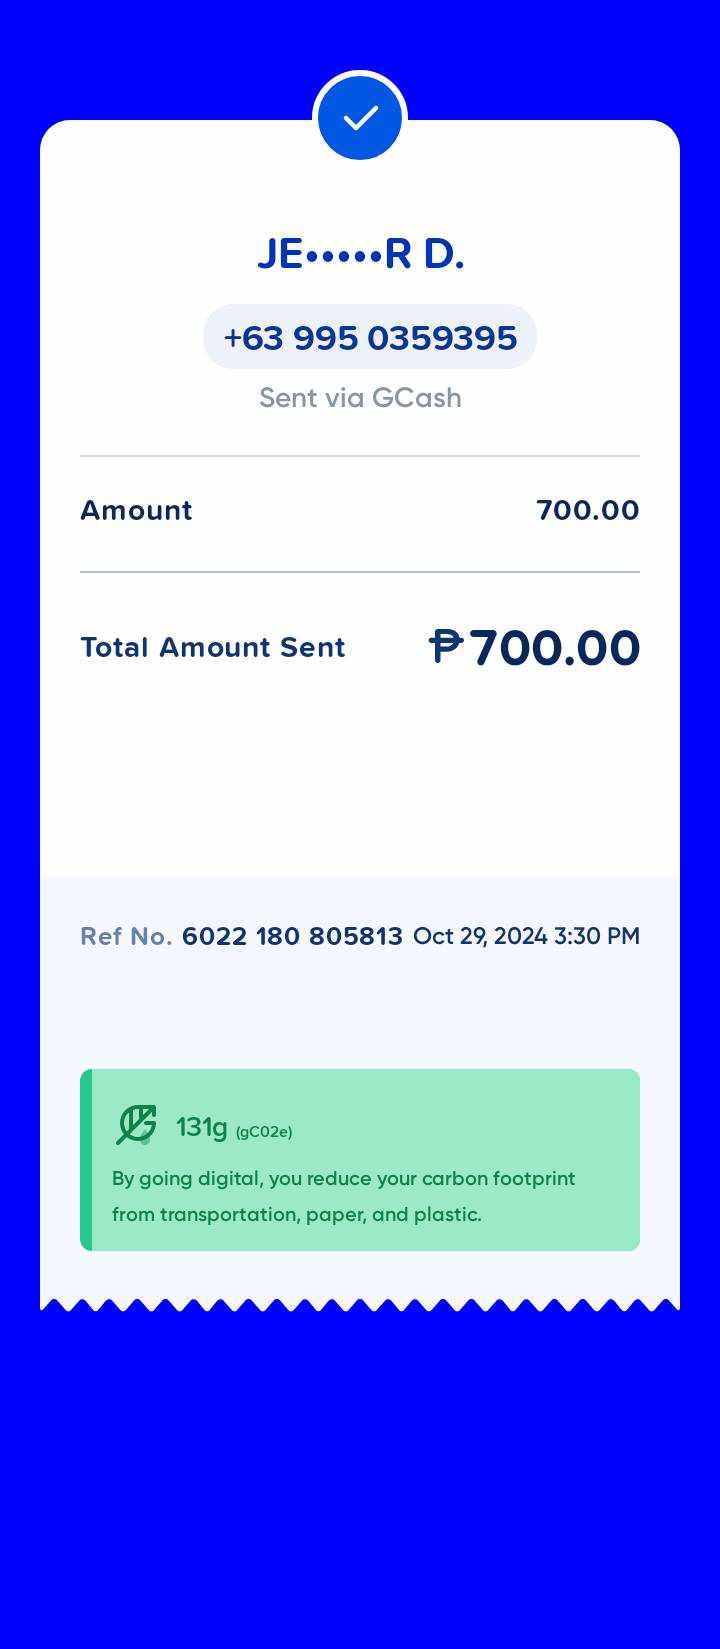 JE•••••R D.
+63 995 0359395
Sent via GCash
Amount 700.00
Total Amount Sent ₱700.00
Ref No. 6022 180 805813 Oct 29, 2024 3:30 PM
131g (gC02e)
By going digital, you reduce your carbon footprint
from transportation, paper, and plastic.